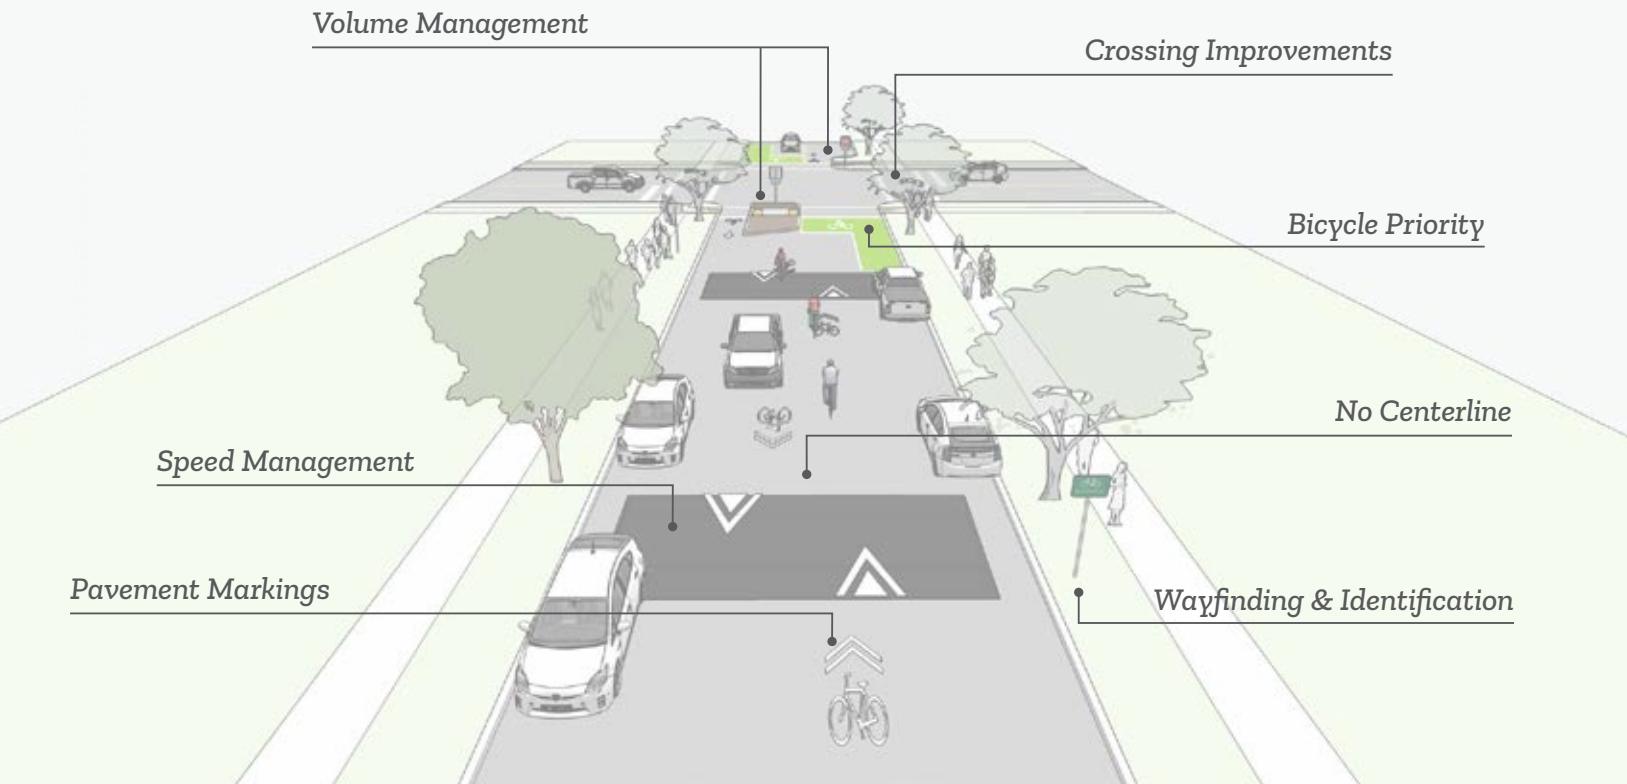 Volume Management
Crossing Improvements
Bicycle Priority
No Centerline
Speed Management
Pavement Markings
Wayfinding & Identification